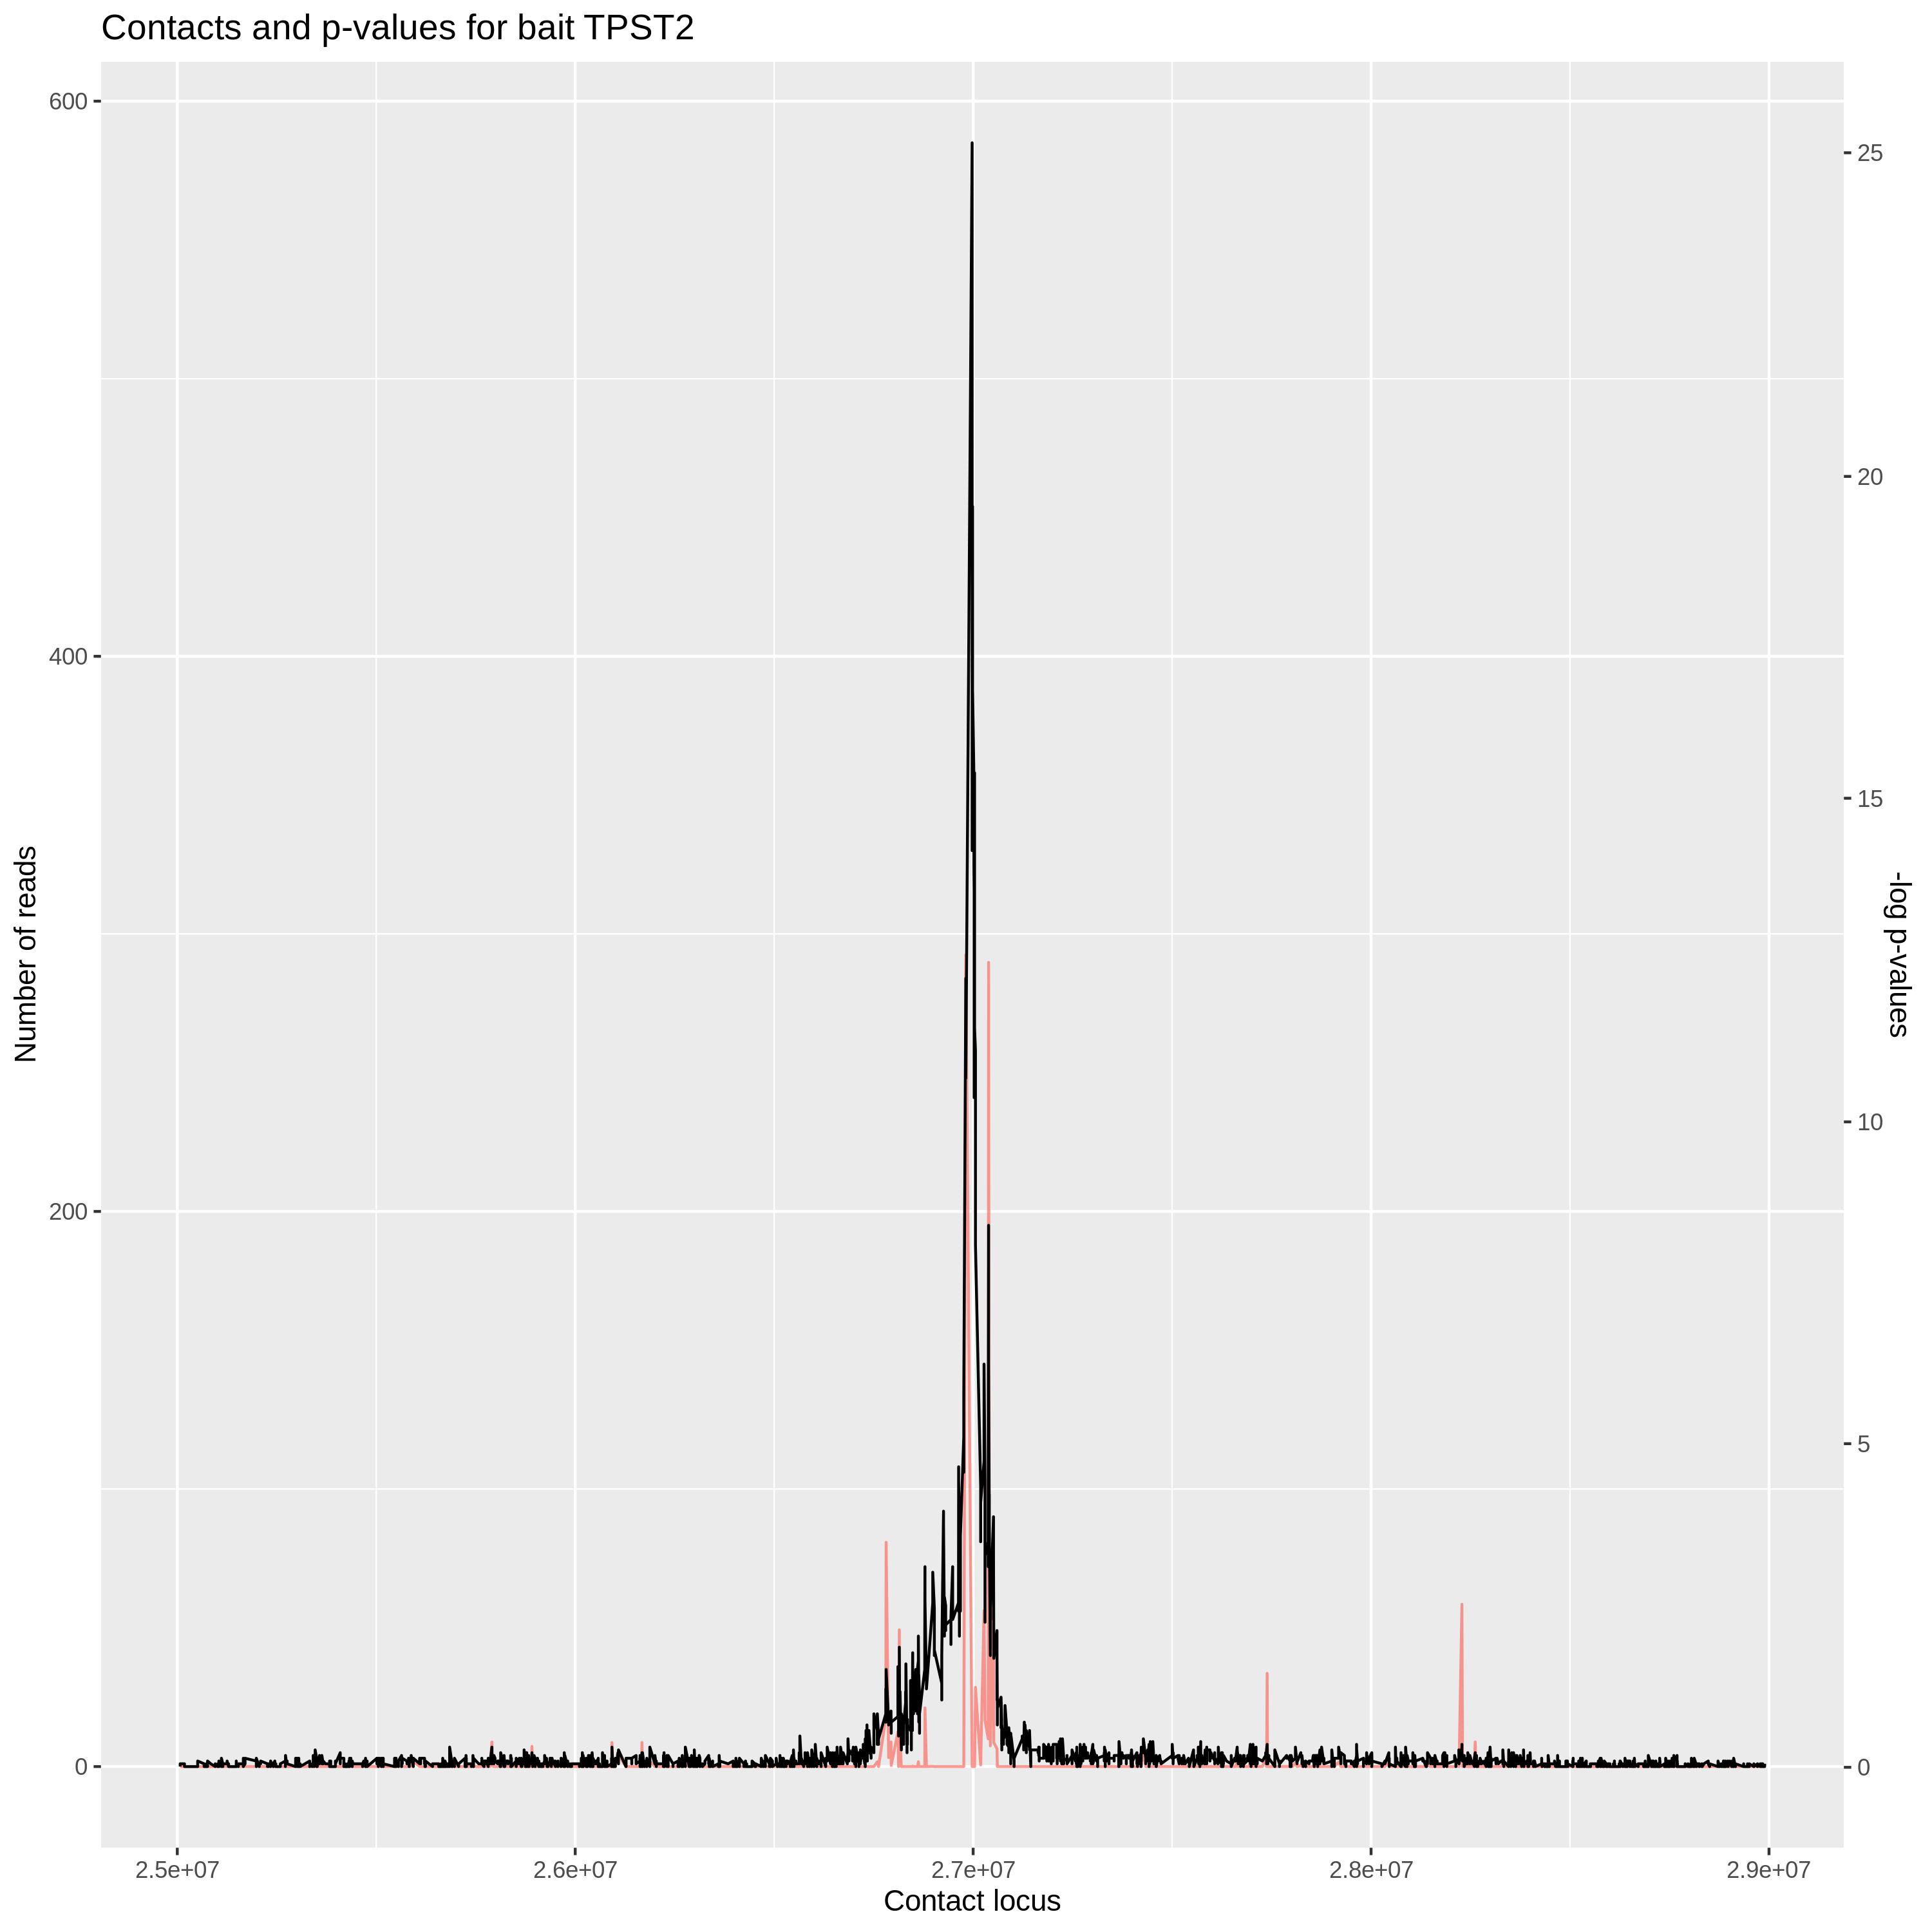 Contacts and p-values for bait TPST2
600
400
200
0
Number of reads
25
20
15
10
5
0
-log p-values
2.5e+07 2.6e+07 2.7e+07 2.8e+07 2.9e+07
Contact locus